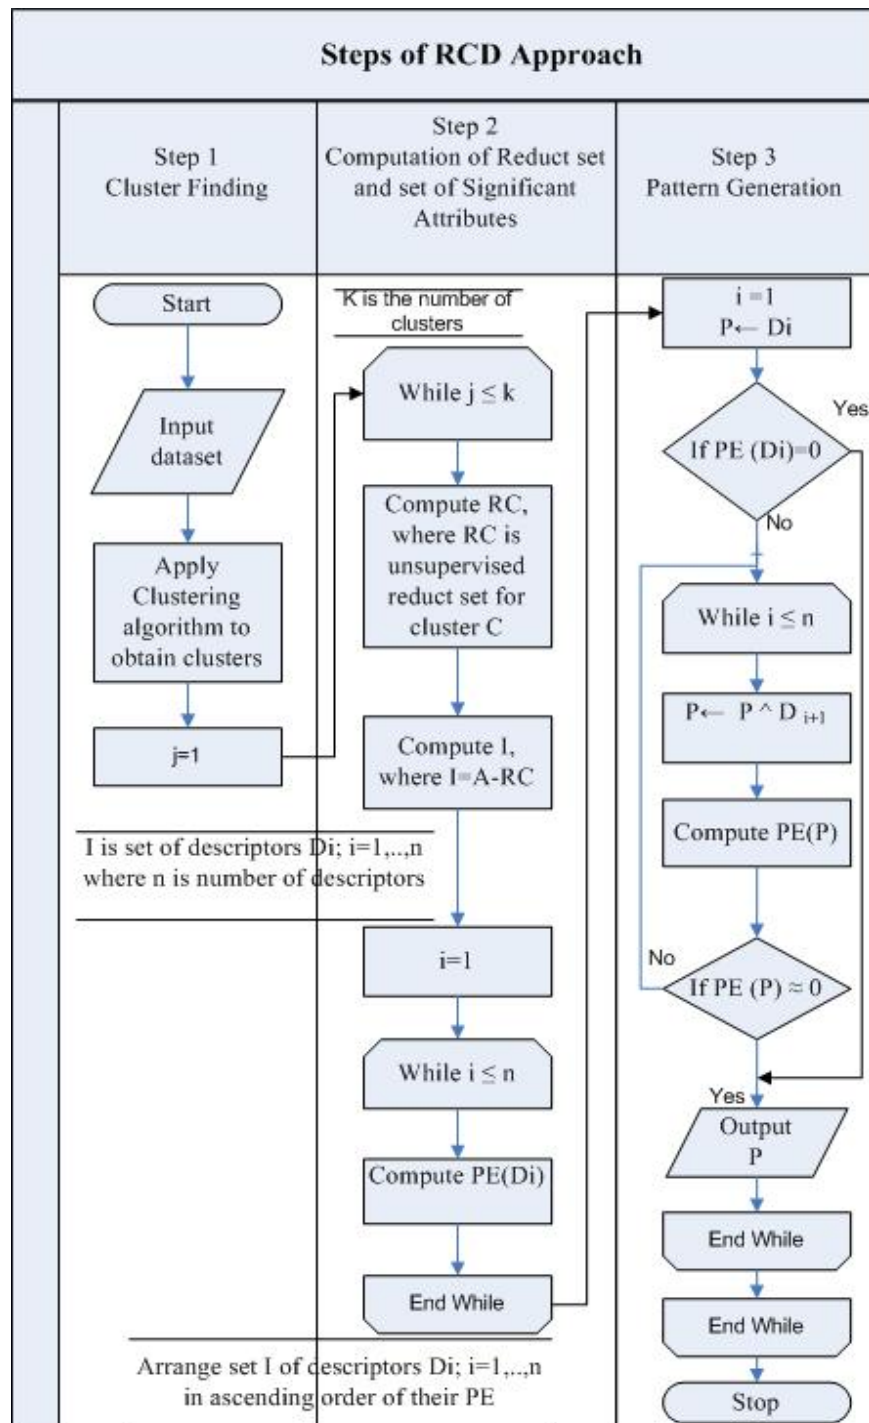 Steps of RCD Approach
Step 1
Cluster Finding
Step 2
Computation of Reduct set
and set of Significant
Attributes
Step 3
Pattern Generation
Start
Input
dataset
Apply
Clustering
algorithm to
obtain clusters
j=1
I is set of descriptors Di; i=1,..,n
where n is number of descriptors
K is the number of
clusters
While j ≤ k
Compute RC,
where RC is
unsupervised
reduct set for
cluster C
Compute I,
where I=A-RC
i=1
While i ≤ n
Compute PE(Di)
End While
Arrange set I of descriptors Di; i=1,..,n
in ascending order of their PE
i =1
P← Di
If PE (Di)=0
Yes
No
While i ≤ n
P← P ^ D i+1
Compute PE(P)
If PE (P) ≈ 0
No
Yes
Output
P
End While
End While
Stop